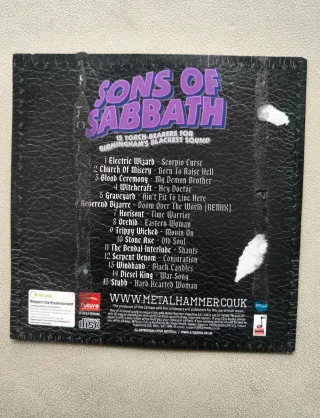 SONS OF
SABBATH
15 TORCH-BEARERS FOR
BIRMINGHAM'S BLACKEST SOUND
1 Electric Wizard - Scorpio Curse
2 Church Of Misery - Born To Raise Hell
3 Blood Ceremony - My Demon Brother
4 Witchcraft - Hey Doctor
5 Graveyard - Ain't Fit To Live Here
6 Reverend Bizarre - Doom Over The World [REMIX]
7 Horisont - Time Warrior
8 Orchid - Eastern Woman
9 Trippy Wicked - Movin On
10 Stone Axe - Old Soul
11 The Bendal Interlude - Shants
12 Serpent Venom - Conjuration
13 Windhand - Black Candles
14 Diesel King - War Song
15 Stubb - Hard Hearted Woman
WWW.METALHAMMER.CO.UK